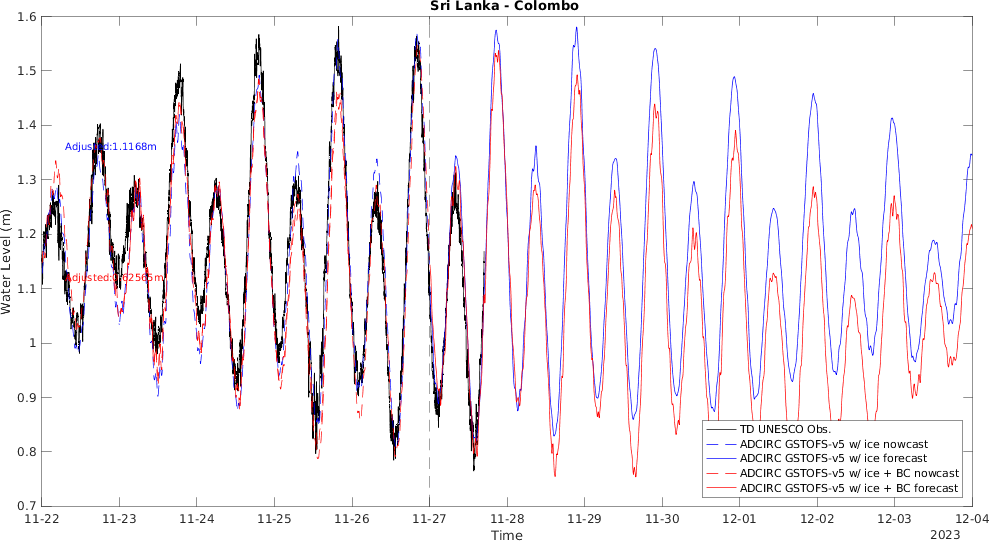 Sri Lanka - Colombo
Water Level (m)
1.6
1.5
1.4
1.3
1.2
1.1
1
0.9
0.8
0.7
Adjusted:1.1168m
11-22 11-23 11-24 11-25 11-26 11-27 11-28 11-29 11-30 12-01 12-02 12-03 12-04
Time
2023
TD UNESCO Obs.
ADCIRC GSTOFS-v5 w/ ice nowcast
ADCIRC GSTOFS-v5 w/ ice forecast
ADCIRC GSTOFS-v5 w/ ice + BC nowcast
ADCIRC GSTOFS-v5 w/ ice + BC forecast